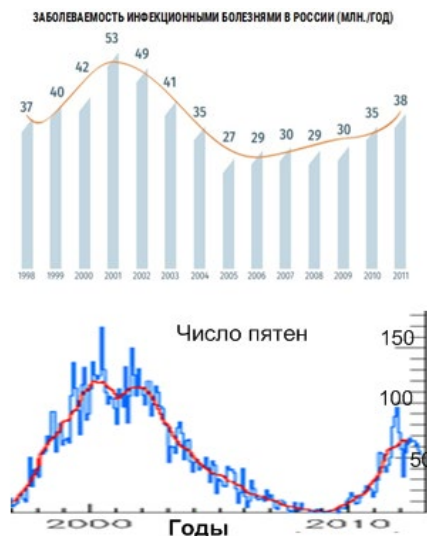 ЗАБОЛЕВАЕМОСТЬ ИНФЕКЦИОННЫМИ БОЛЕЗНЯМИ В РОССИИ (МЛН./ГОД)
37 40 42 53 49 41 35 27 29 30 29 30 35 38
1998 1999 2000 2001 2002 2003 2004 2005 2006 2007 2008 2009 2010 2011
Число пятен
150
100
50
2000 2010
Годы